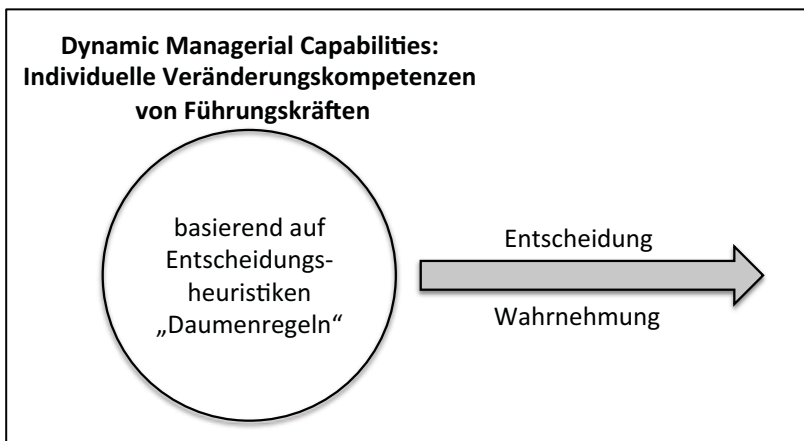 Dynamic Managerial Capabilities:
Individuelle Veränderungskompetenzen
von Führungskräften
basierend auf
Entscheidungs-
heuristiken
„Daumenregeln“
Entscheidung
Wahrnehmung